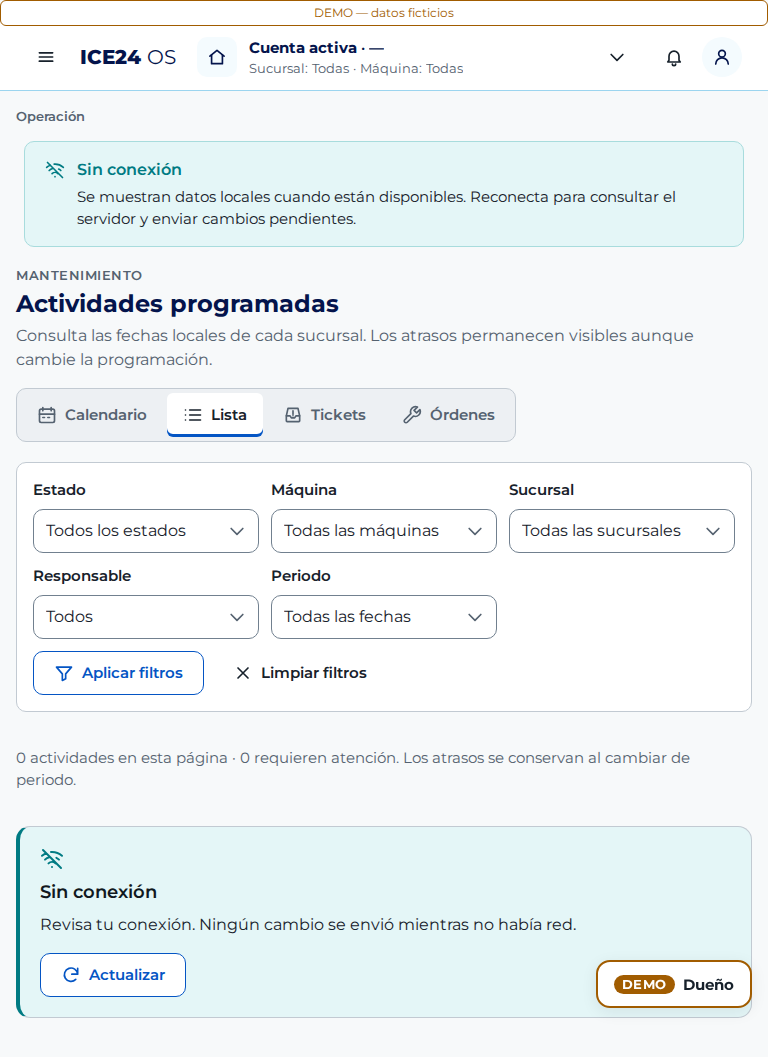 DEMO — datos ficticios
ICE24 OS
Cuenta activa · —
Sucursal: Todas · Máquina: Todas
Operación
Sin conexión
Se muestran datos locales cuando están disponibles. Reconecta para consultar el
servidor y enviar cambios pendientes.
MANTENIMIENTO
Actividades programadas
Consulta las fechas locales de cada sucursal. Los atrasos permanecen visibles aunque
cambie la programación.
Calendario Lista Tickets Órdenes
Estado Máquina Sucursal
Todos los estados Todas las máquinas Todas las sucursales
Responsable Periodo
Todos Todas las fechas
Aplicar filtros Limpiar filtros
0 actividades en esta página · 0 requieren atención. Los atrasos se conservan al cambiar de
periodo.
Sin conexión
Revisa tu conexión. Ningún cambio se envió mientras no había red.
Actualizar
DEMO Dueño